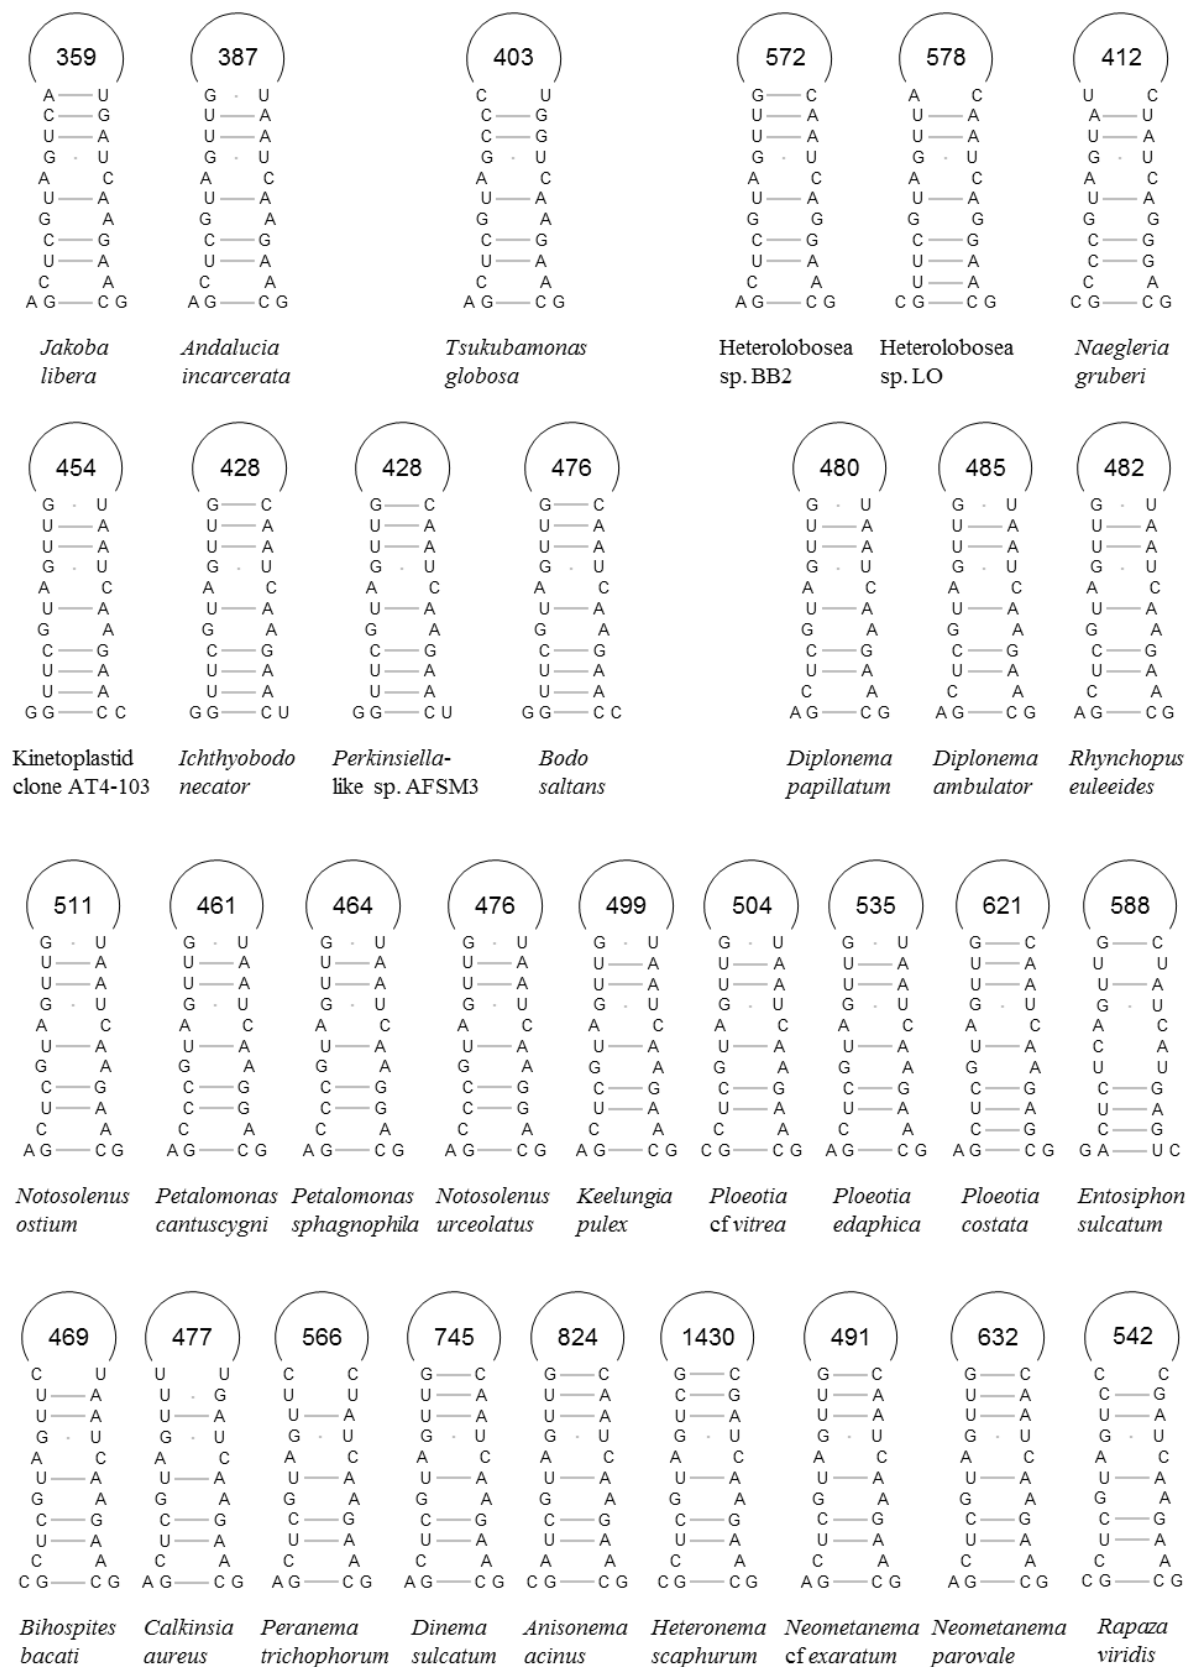 359 387 403 572 578 412
A U G U C U G C A C U C
C G U A C G U A U A A U
U A U A C G U A U A U A
G U G U G U G U G U G U
A C A C A C A C A C A C
U A U A U A U A U A U A
G A G A G A G G G G G G
C G C G C G C G C G C G
U A U A U A U A U A C G
C A C A C A C A U A C A
A G C G A G C G A G C G A G C G C G C G C G C G
Jakoba Andalucia Tsukubamonas Heterolobosea Heterolobosea Naegleria
libera incarcerata globosa sp. BB2 sp. LO gruberi
454 428 428 476 480 485 482
G U G C G C G C G U G U G U
U A U A U A U A U A U A U A
U A U A U A U A U A U A U A
G U G U G U G U G U G U G U
A C A C A C A C A C A C A C
U A U A U A U A U A U A U A
G A G A G A G A G A G A G A
C G C G C G C G C G C G C G
U A U A U A U A U A U A U A
U A U A U A U A C A C A C A
G G C C G G C U G G C U G G C C A G C G A G C G A G C G
Kinetoplastid Ichthyobodo Perkinsiella- Bodo Diplonema Diplonema Rhynchopus
clone AT4-103 necator like sp. AFSM3 saltans papillatum ambulator euleeides
511 461 464 476 499 504 535 621 588
G U G U G U G U G U G U G U G C G C
U A U A U A U A U A U A U A U A U U
U A U A U A U A U A U A U A U A U A
G U G U G U G U G U G U G U G U G U
A C A C A C A C A C A C A C A C A C
U A U A U A U A U A U A U A U A C A
G A G A G A G A G A G A G A G A U U
C G C G C G C G C G C G C G C G C G
U A C G C G C G U A U A U A U A U A
C A C A C A C A C A C A C A C G C G
A G C G A G C G A G C G A G C G A G C G C G C G A G C G A G C G G A U C
Notosolenus Petalomonas Petalomonas Notosolenus Keelungia Ploeotia Ploeotia Ploeotia Entosiphon
ostium cantuscygni sphagnophila urceolatus pulex cf vitrea edaphica costata sulcatum
469 477 566 745 824 1430 491 632 542
C U U U C C G C G C G C G C G C C C
U A U G U U U A U A C G U A U A C G
U A U A U A U A U A U A U A U A U A
G U G U G U G U G U G U G U G U G U
A C A C A C A C A C A C A C A C A C
U A U A U A U A U A U A U A U A U A
G A G A G A G A G A G A G A G A G A
C G C G C G C G C G C G C G C G C G
U A U A U A U A U A U A U A U A U A
C A C A C A C A A A C A C A C A C A
C G C G A G C G A G C G A G C G C G C G C G C G A G C G A G C G C G C G
Bihospites Calkinsia Peranema Dinema Anisonema Heteronema Neometanema Neometanema Rapaza
bacati aureus trichophorum sulcatum acinus scaphurum cf exaratum parovale viridis